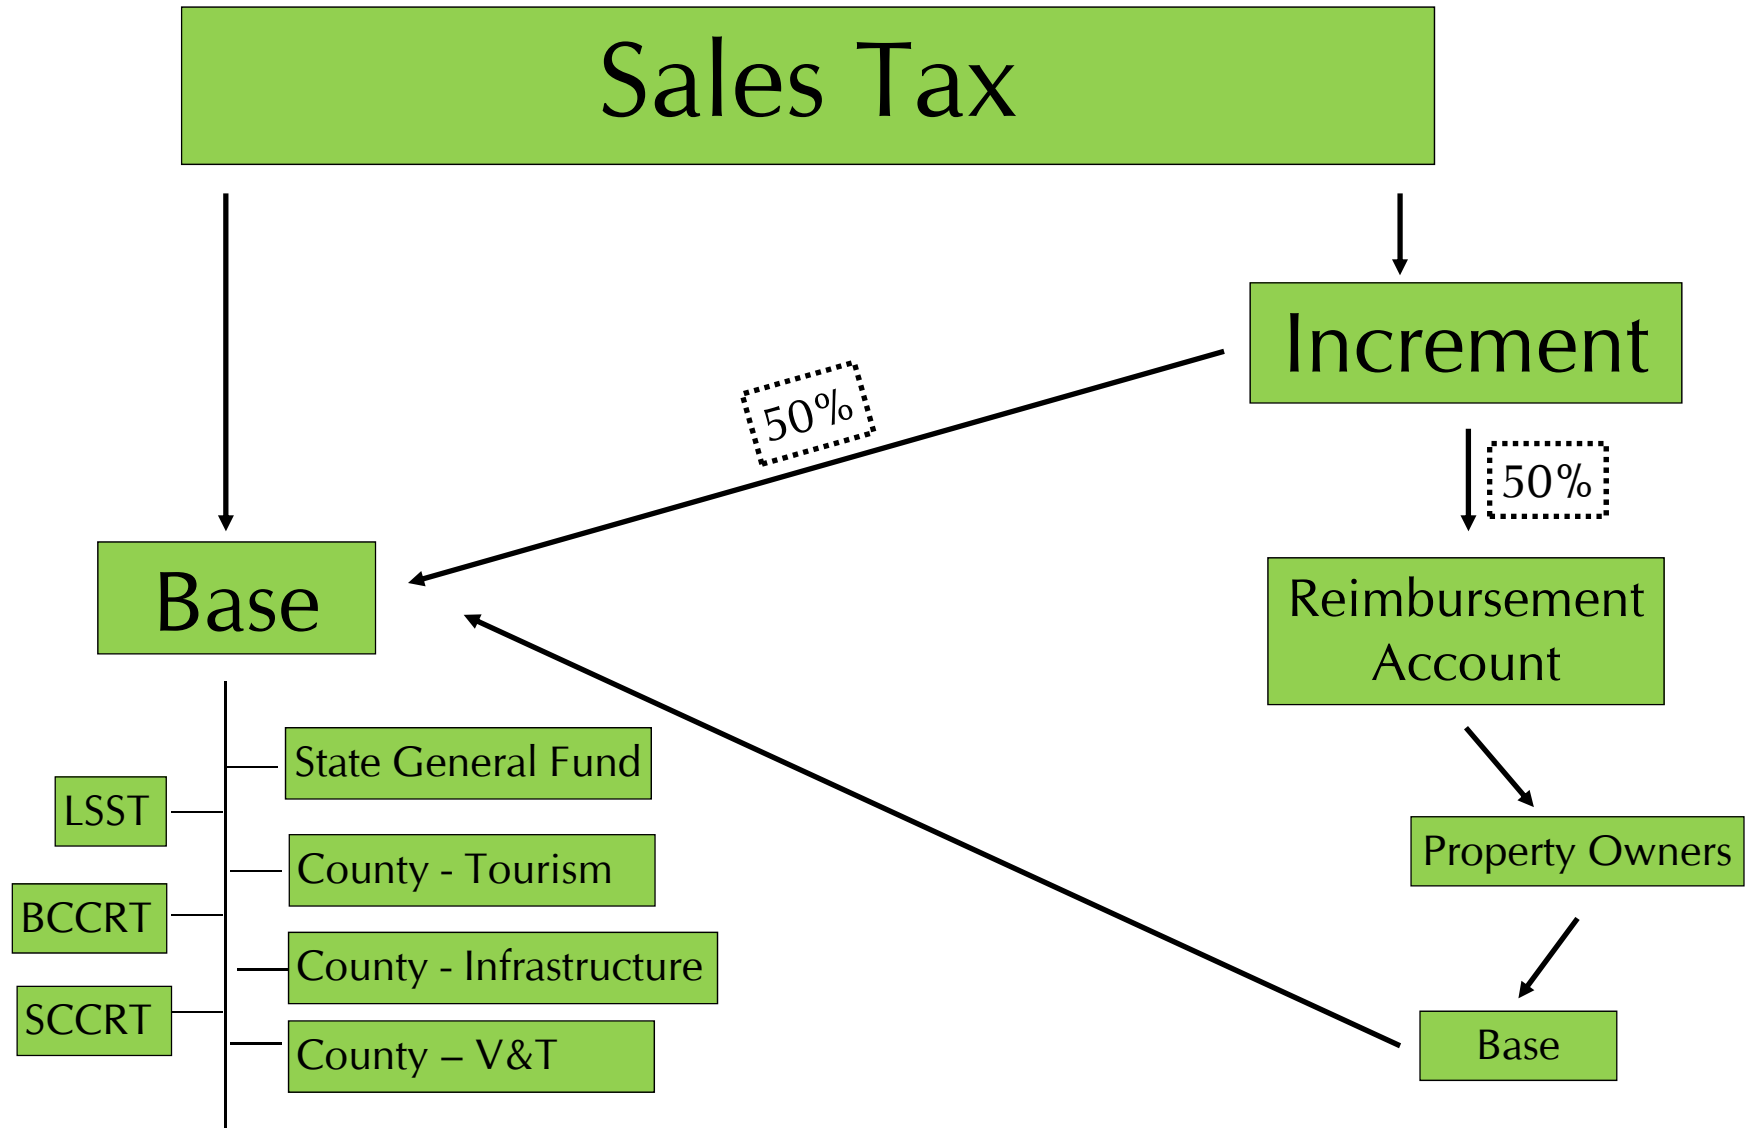 Sales Tax
Increment
50%
50%
Base
Reimbursement
Account
State General Fund
LSST
County - Tourism
Property Owners
BCCRT
County - Infrastructure
SCCRT
County – V&T
Base